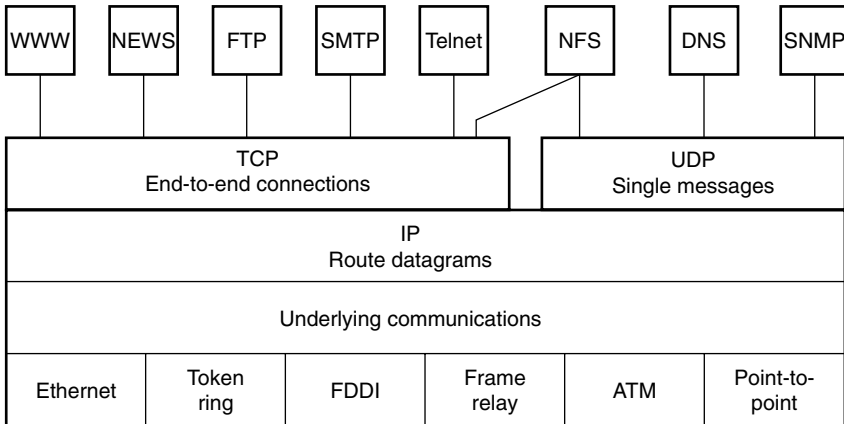 WWW NEWS FTP SMTP Telnet NFS DNS SNMP
TCP
End-to-end connections
UDP
Single messages
IP
Route datagrams
Underlying communications
Ethernet
Token
ring
FDDI
Frame
relay
ATM
Point-to-
point